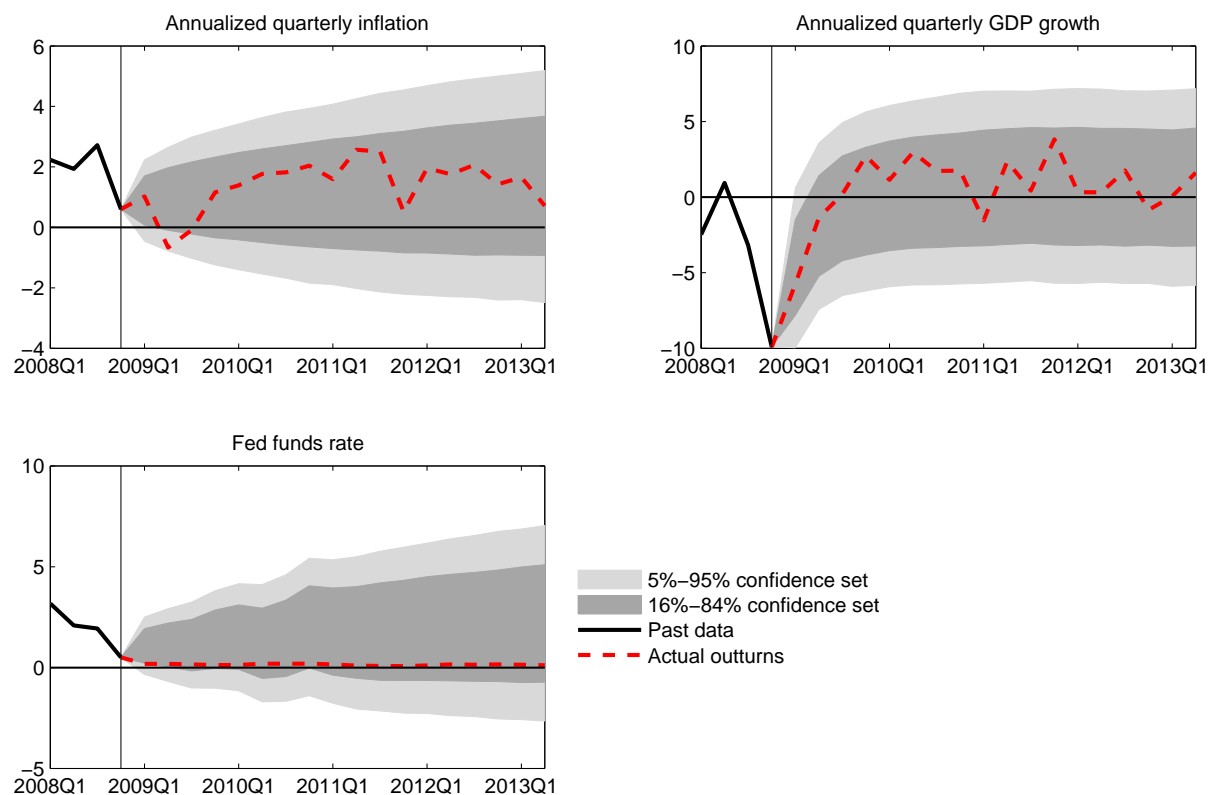 Annualized quarterly inflation
6
4
2
0
−2
−4
2008Q1 2009Q1 2010Q1 2011Q1 2012Q1 2013Q1
Annualized quarterly GDP growth
10
5
0
−5
−10
2008Q1 2009Q1 2010Q1 2011Q1 2012Q1 2013Q1
Fed funds rate
10
5
0
−5
2008Q1 2009Q1 2010Q1 2011Q1 2012Q1 2013Q1
5%−95% confidence set
16%−84% confidence set
Past data
Actual outturns